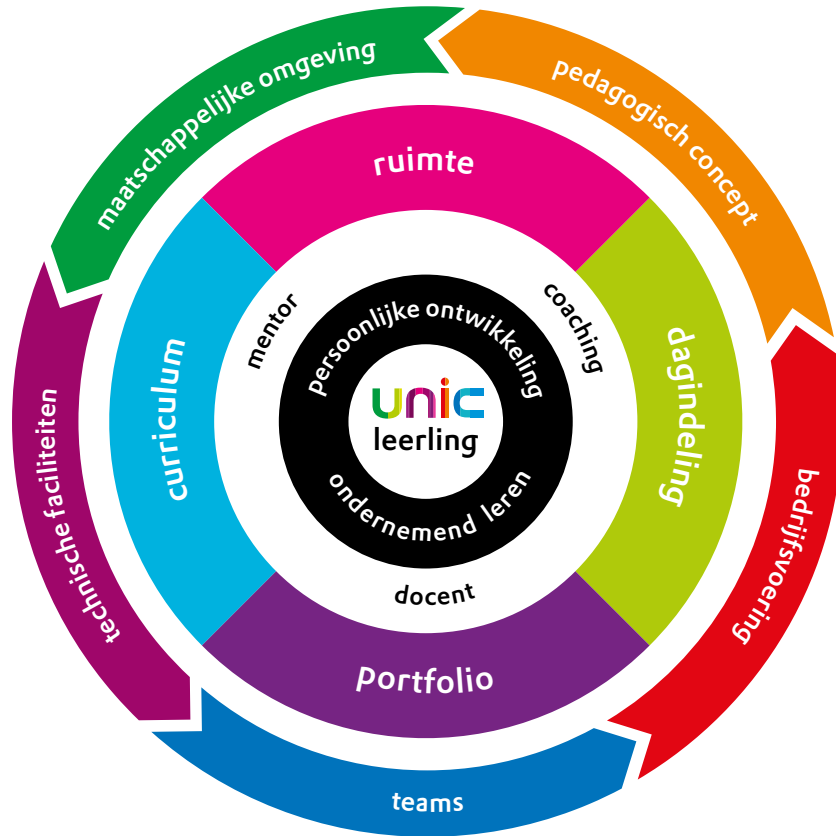 maatschappelijke omgeving
pedagogisch concept
ruimte
mentor
coaching
persoonlijke ontwikkeling
curriculum
unic
leerling
dagindeling
ondernemend leren
technische faciliteiten
bedrijfsvoering
docent
portfolio
teams